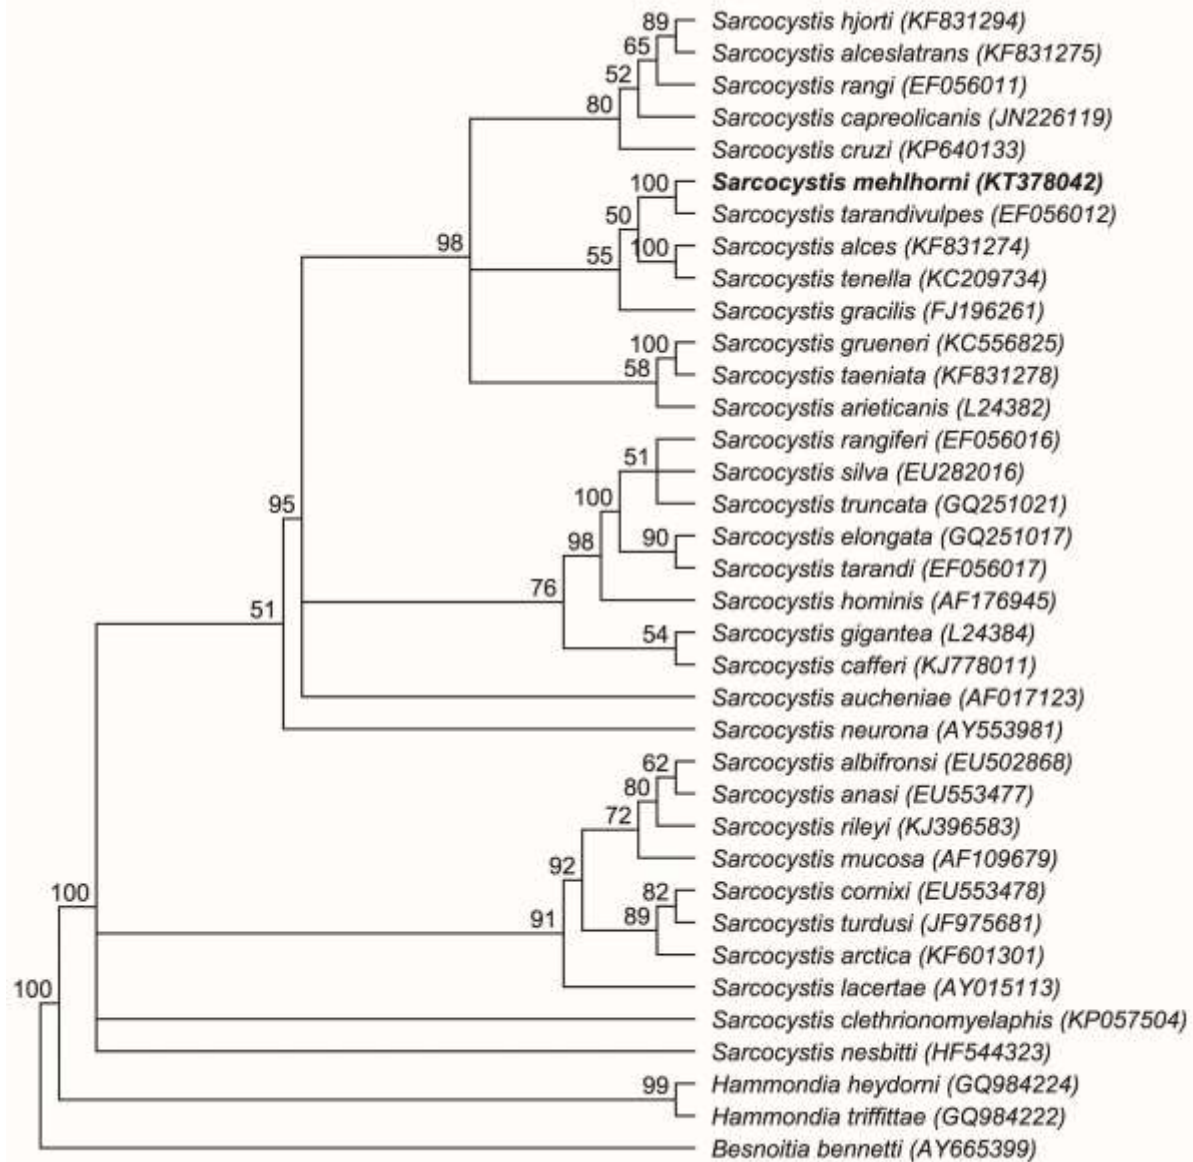 89 Sarcocystis hjorti (KF831294)
65 Sarcocystis alceslatrans (KF831275)
52 Sarcocystis rangi (EF056011)
80 Sarcocystis capreolicanis (JN226119)
Sarcocystis cruzi (KP640133)
100 Sarcocystis mehlhorni (KT378042)
50 Sarcocystis tarandivulpes (EF056012)
98 55 100 Sarcocystis alces (KF831274)
Sarcocystis tenella (KC209734)
Sarcocystis gracilis (FJ196261)
100 Sarcocystis grueneri (KC556825)
58 Sarcocystis taeniata (KF831278)
Sarcocystis arieticanis (L24382)
Sarcocystis rangiferi (EF056016)
51 Sarcocystis silva (EU282016)
95 100 Sarcocystis truncata (GQ251021)
98 90 Sarcocystis elongata (GQ251017)
Sarcocystis tarandi (EF056017)
76 Sarcocystis hominis (AF176945)
51 54 Sarcocystis gigantea (L24384)
Sarcocystis cafferi (KJ778011)
Sarcocystis aucheniae (AF017123)
Sarcocystis neurona (AY553981)
62 Sarcocystis albifronsi (EU502868)
80 Sarcocystis anasi (EU553477)
72 Sarcocystis rileyi (KJ396583)
92 Sarcocystis mucosa (AF109679)
100 82 Sarcocystis cornixi (EU553478)
91 89 Sarcocystis turdusi (JF975681)
Sarcocystis arctica (KF601301)
100 Sarcocystis lacertae (AY015113)
Sarcocystis clethrionomyelaphis (KP057504)
Sarcocystis nesbitti (HF544323)
99 Hammondia heydorni (GQ984224)
Hammondia triffittae (GQ984222)
Besnoitia bennetti (AY665399)